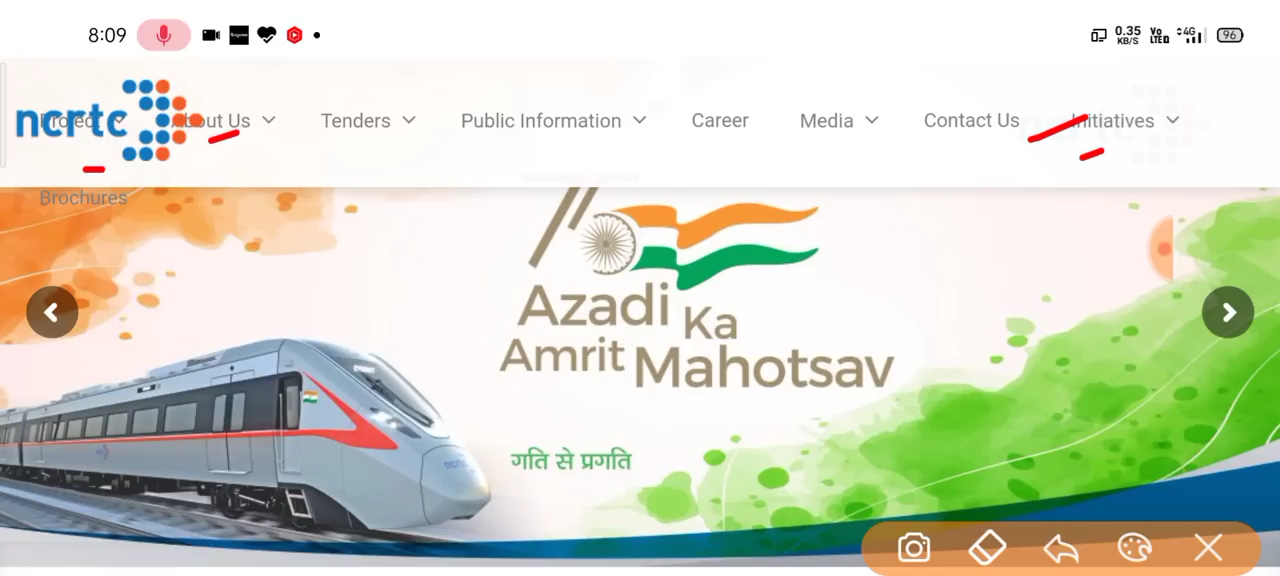 8:09 0.35 KB/S Vo LTE 4G 96
ncrtc
Project About Us Tenders Public Information Career Media Contact Us Initiatives
Brochures
Azadi Ka
Amrit Mahotsav
गति से प्रगति
ncrtc